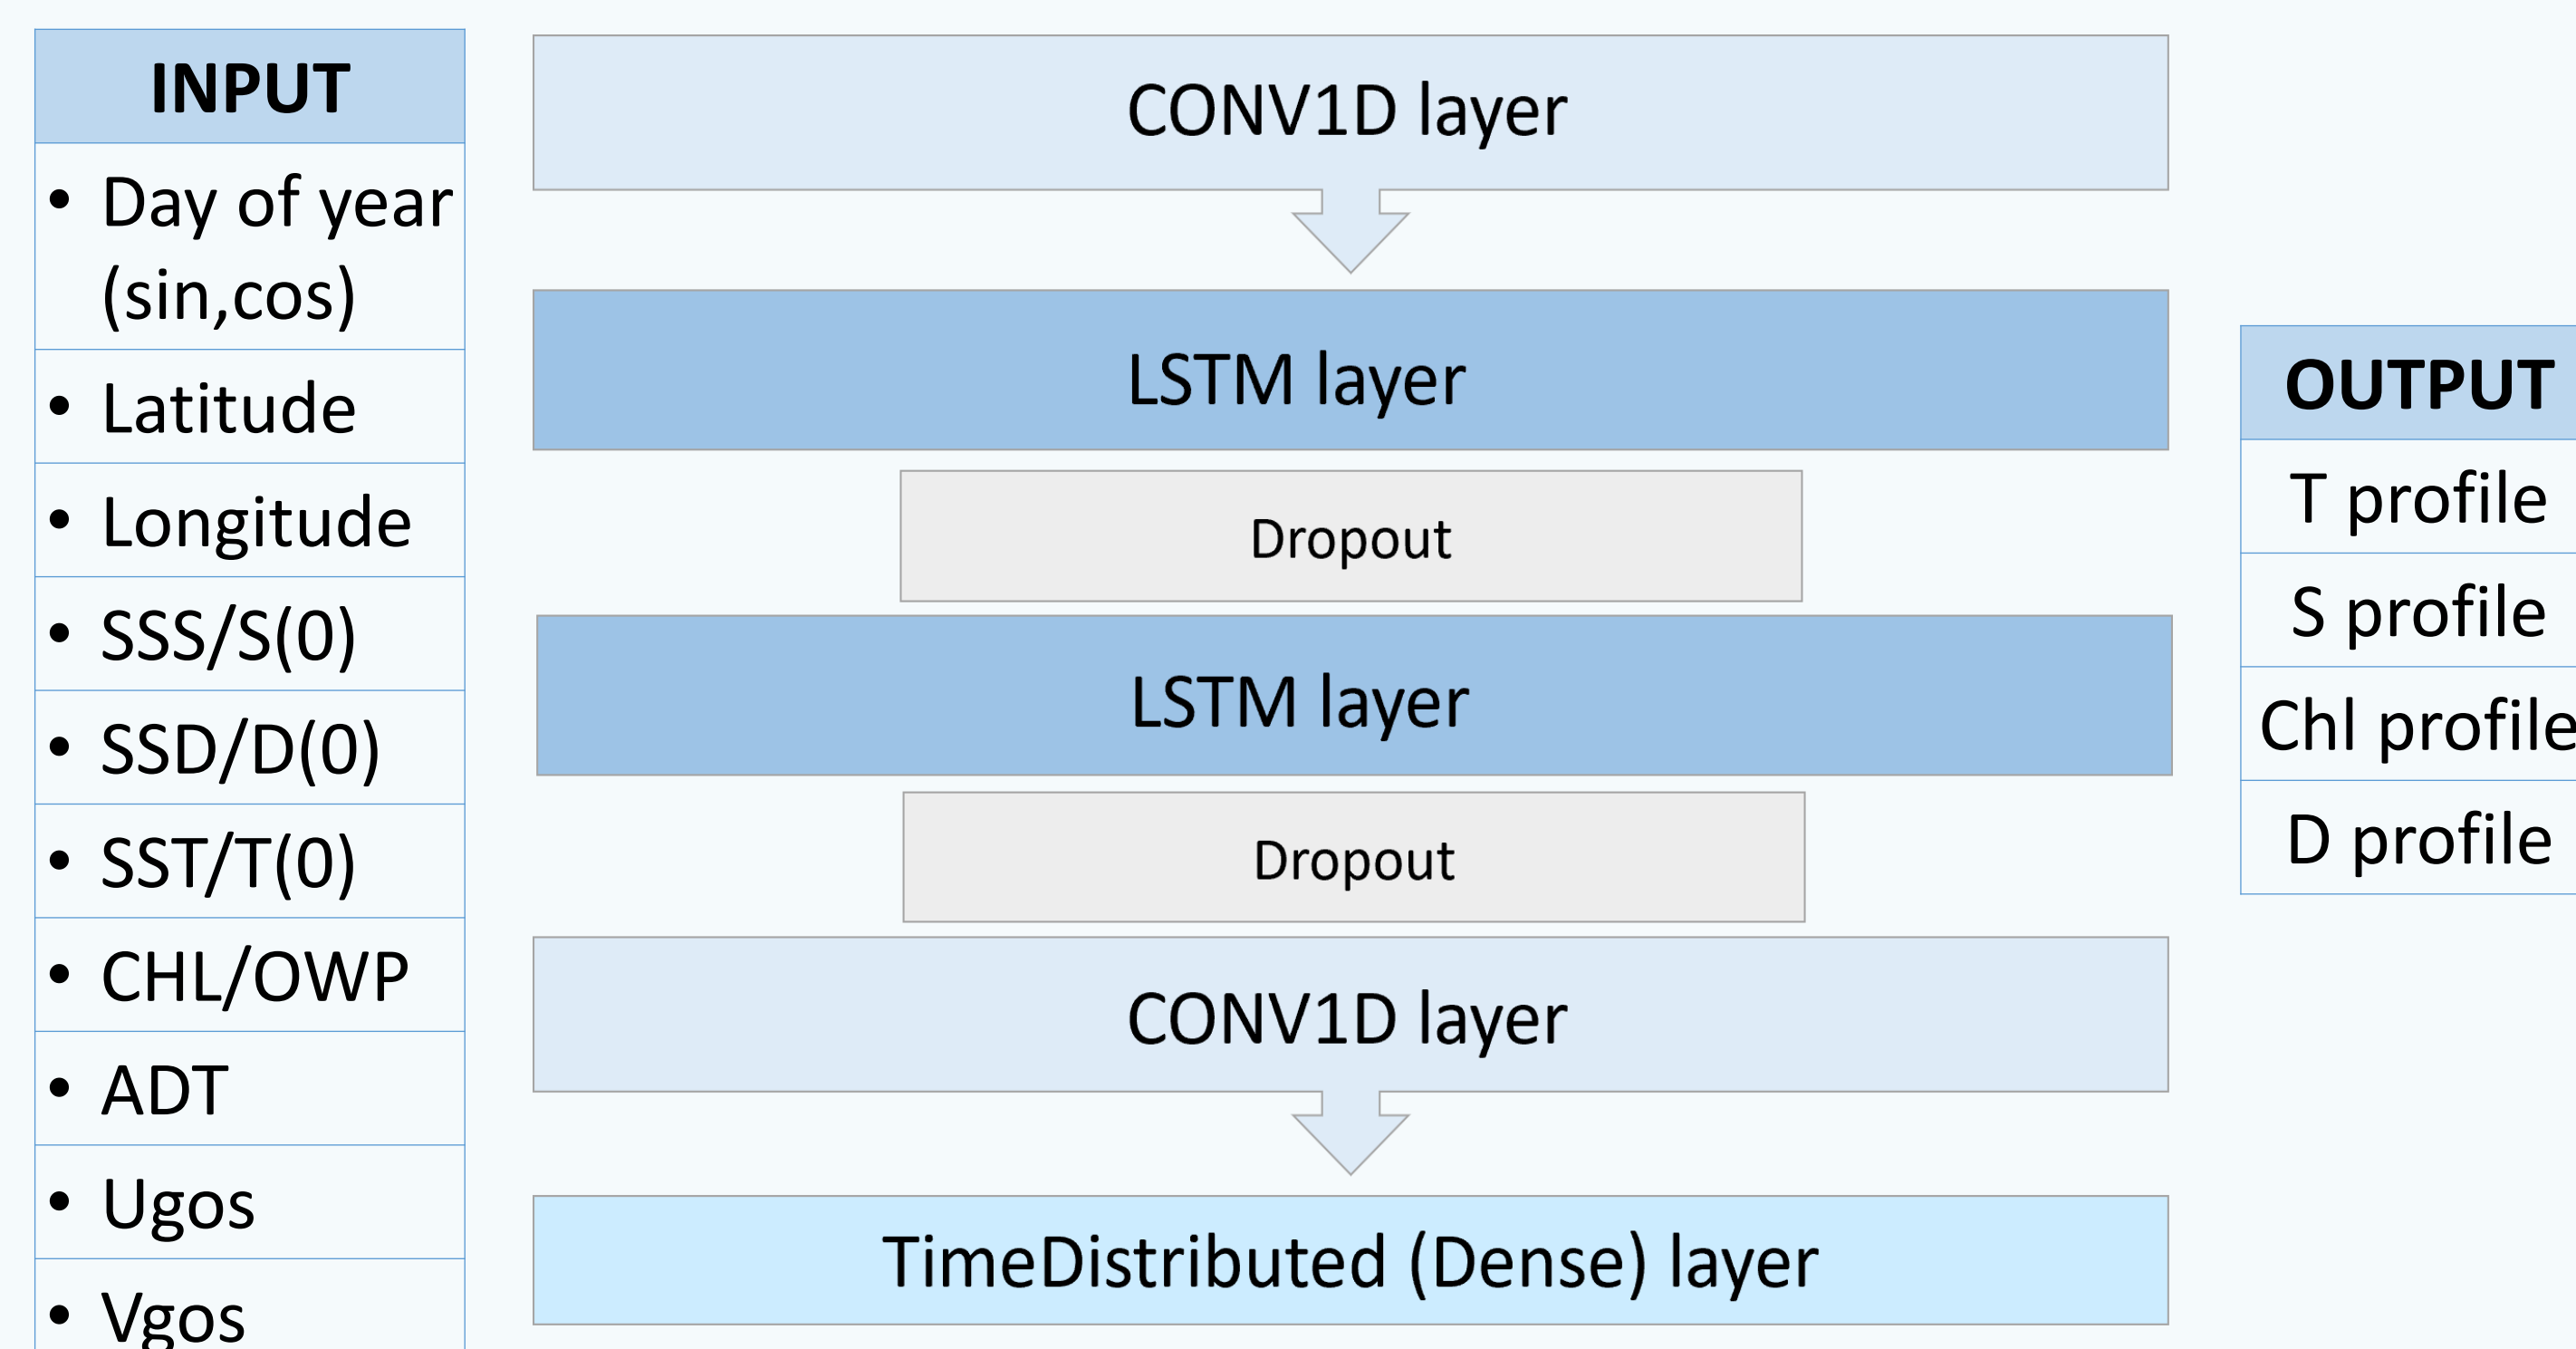 INPUT
• Day of year
(sin,cos)
• Latitude
• Longitude
• SSS/S(0)
• SSD/D(0)
• SST/T(0)
• CHL/OWP
• ADT
• Ugos
• Vgos
CONV1D layer
LSTM layer
Dropout
LSTM layer
Dropout
CONV1D layer
TimeDistributed (Dense) layer
OUTPUT
T profile
S profile
Chl profile
D profile